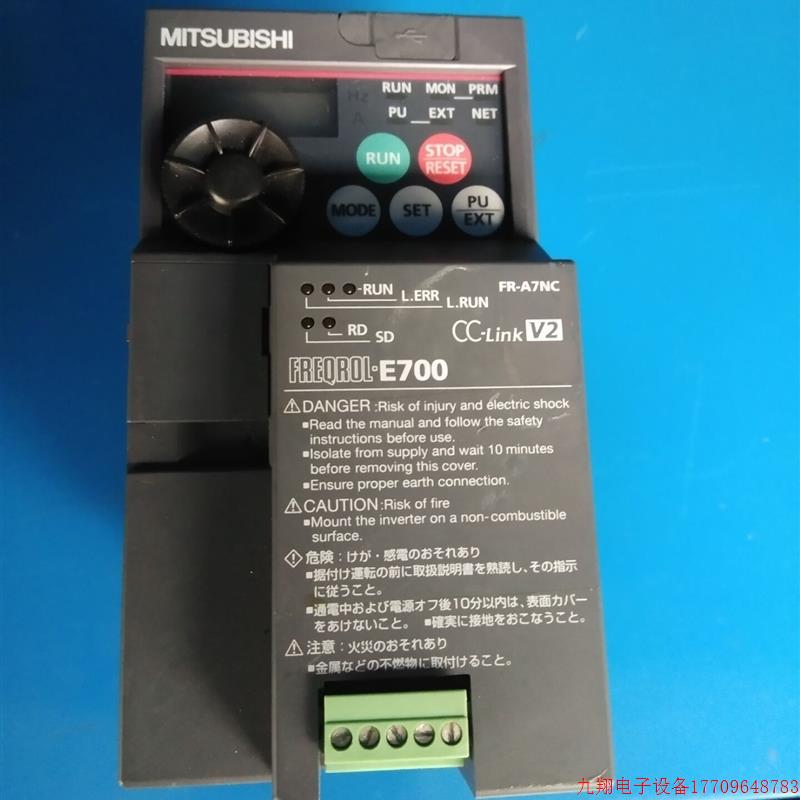 MITSUBISHI
Hz
A
RUN MON PRM
PU EXT NET
RUN
STOP
RESET
MODE
SET
PU
EXT
FR-A7NC
RUN
L.ERR
L.RUN
RD
SD
CC-Link V2
FREQROL-E700
DANGER :Risk of injury and electric shock
■Read the manual and follow the safety
instructions before use.
■Isolate from supply and wait 10 minutes
before removing this cover.
■Ensure proper earth connection.
CAUTION :Risk of fire
■Mount the inverter on a non-combustible
surface.
危険：けが・感電のおそれあり
■据付け運転の前に取扱説明書を熟読し、その指示
に従うこと。
■通電中および電源オフ後10分以内は、表面カバー
をあけないこと。 ■確実に接地をおこなうこと。
注意：火災のおそれあり
■金属などの不燃物に取付けること。
九翔电子设备17709648783